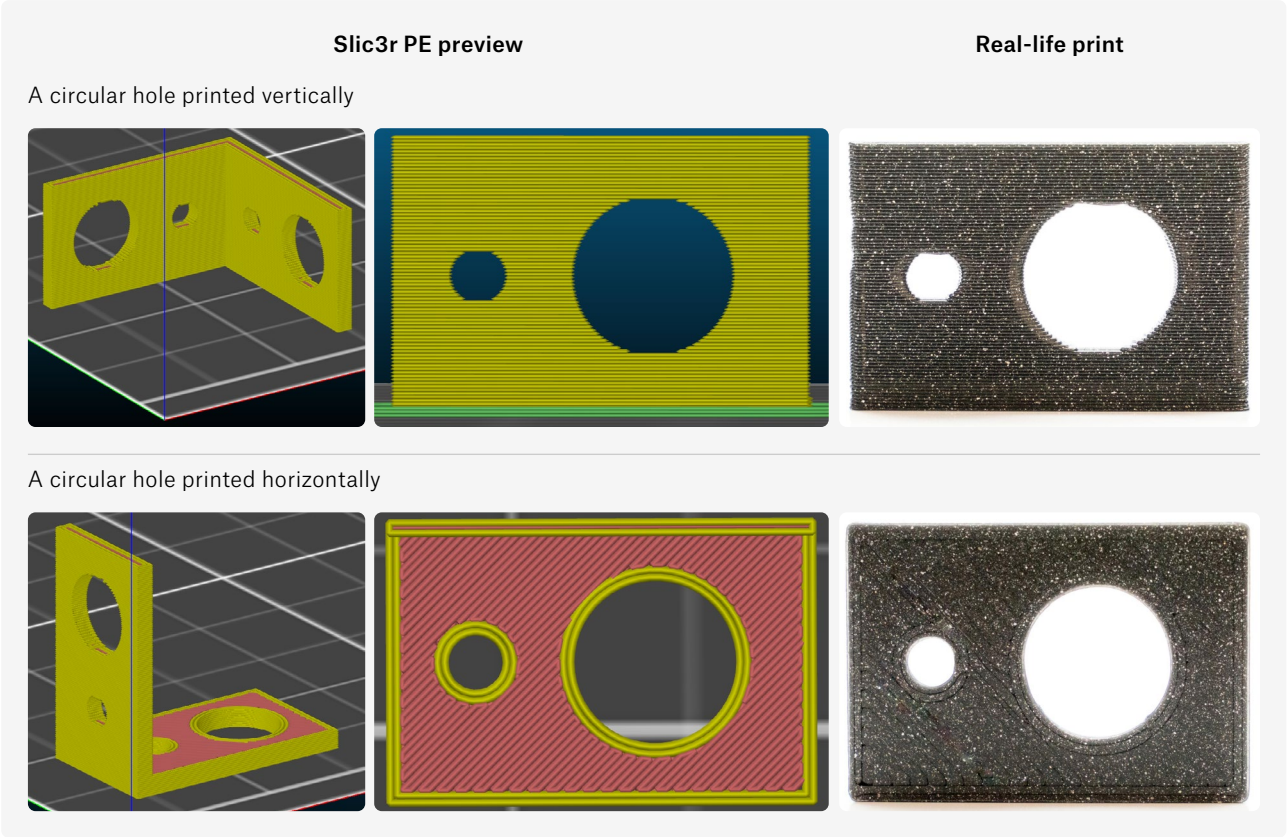 Slic3r PE preview
Real-life print
A circular hole printed vertically
A circular hole printed horizontally